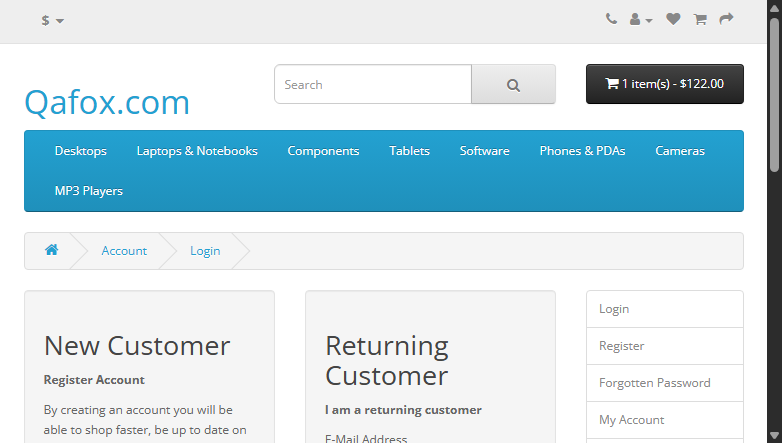 $
Qafox.com
Search
1 item(s) - $122.00
Desktops
Laptops & Notebooks
Components
Tablets
Software
Phones & PDAs
Cameras
MP3 Players
Account
Login
New Customer
Register Account
By creating an account you will be
able to shop faster, be up to date on
Returning
Customer
I am a returning customer
E-Mail Address
Login
Register
Forgotten Password
My Account